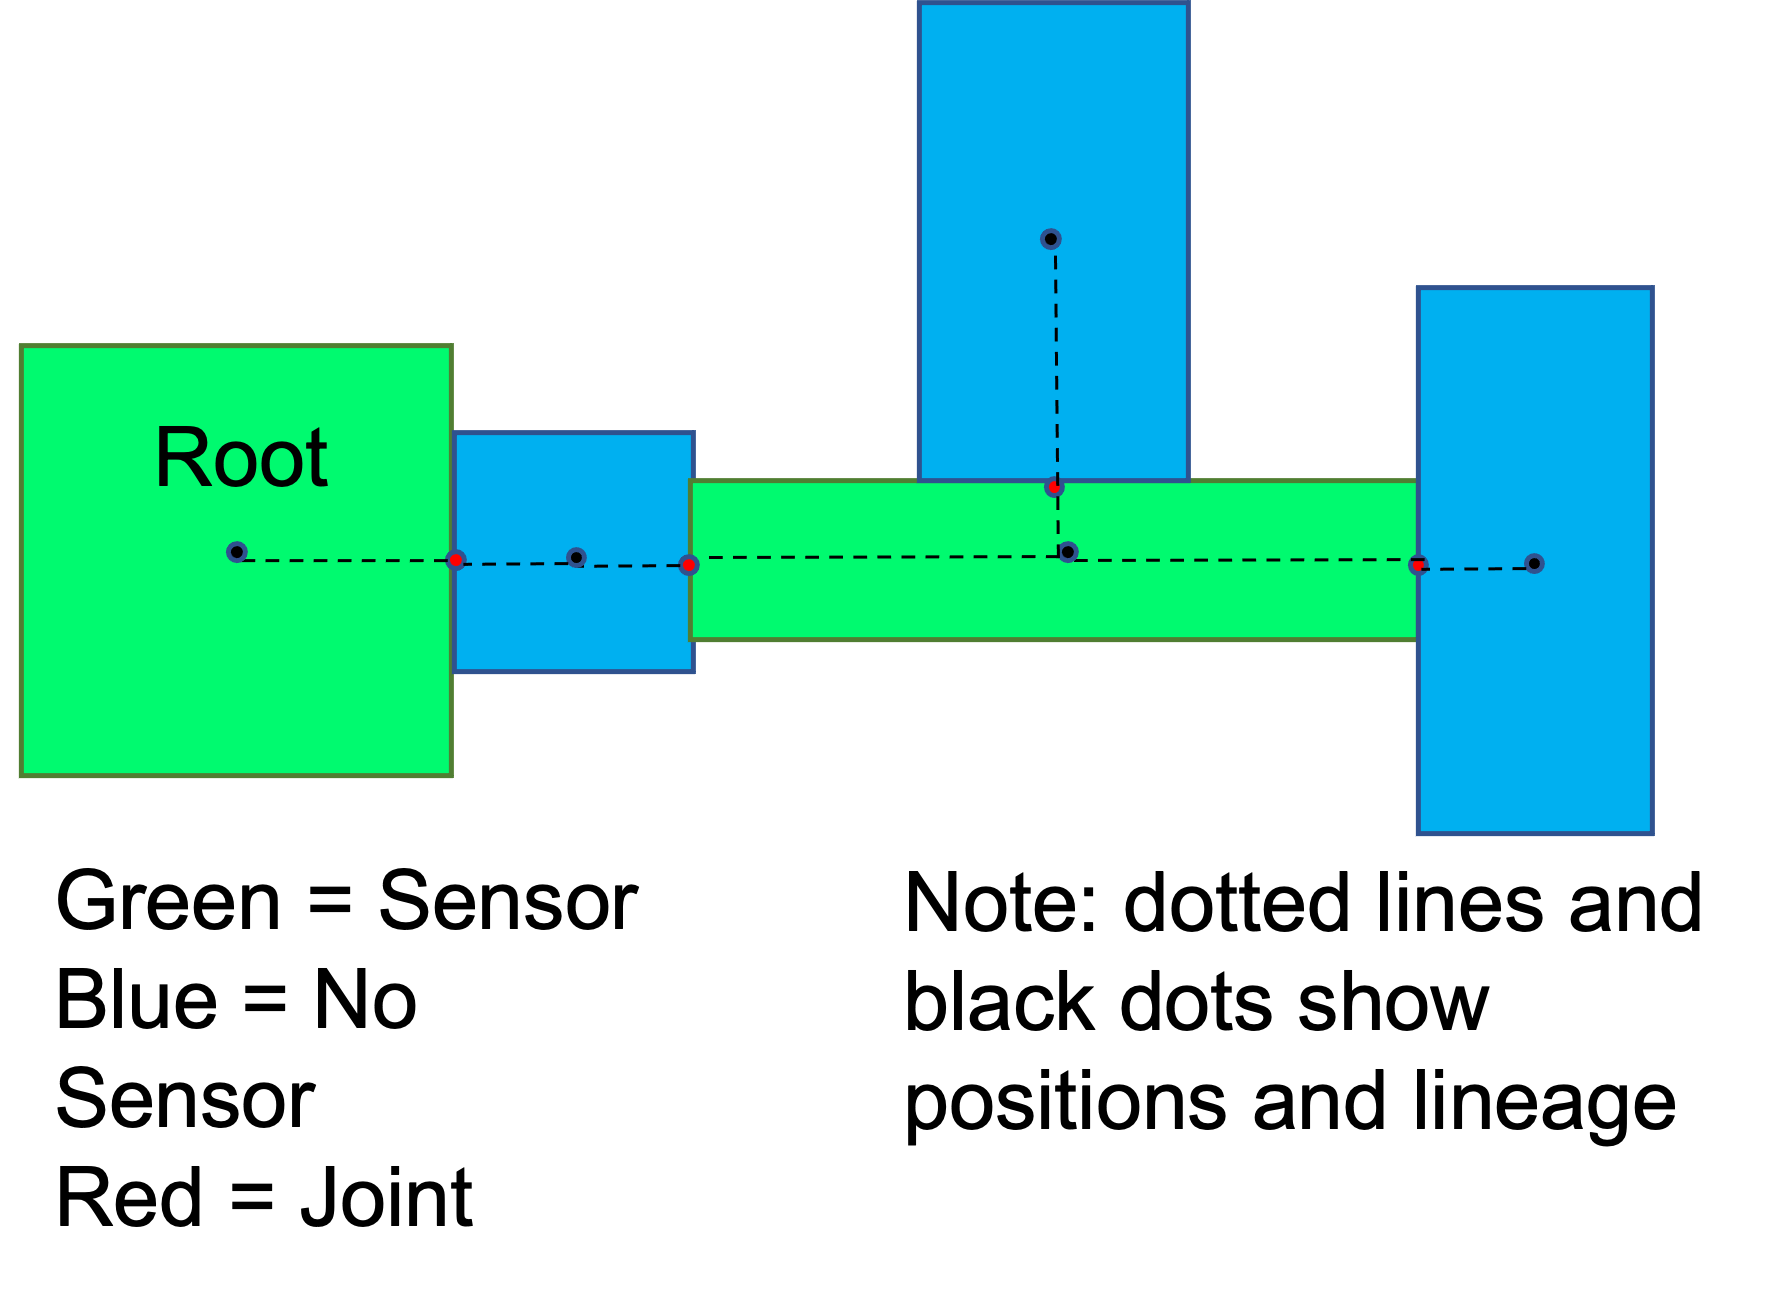 Root
Green = Sensor
Blue = No
Sensor
Red = Joint
Note: dotted lines and
black dots show
positions and lineage